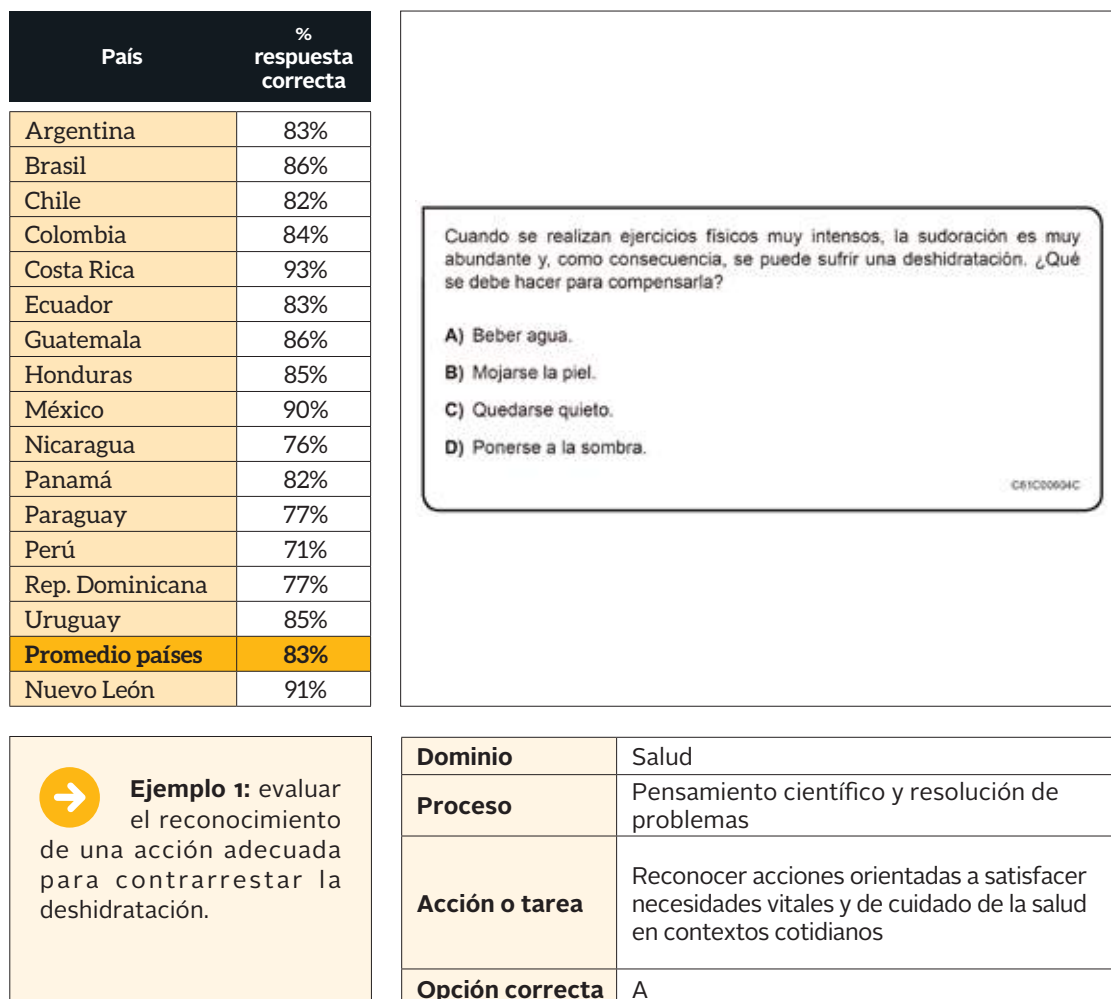 País
%
respuesta
correcta
Argentina 83%
Brasil 86%
Chile 82%
Colombia 84%
Costa Rica 93%
Ecuador 83%
Guatemala 86%
Honduras 85%
México 90%
Nicaragua 76%
Panamá 82%
Paraguay 77%
Perú 71%
Rep. Dominicana 77%
Uruguay 85%
Promedio países 83%
Nuevo León 91%
Cuando se realizan ejercicios físicos muy intensos, la sudoración es muy
abundante y, como consecuencia, se puede sufrir una deshidratación. ¿Qué
se debe hacer para compensarla?
A) Beber agua.
B) Mojarse la piel.
C) Quedarse quieto.
D) Ponerse a la sombra.
Ejemplo 1: evaluar
el reconocimiento
de una acción adecuada
para contrarrestar la
deshidratación.
Dominio Salud
Proceso Pensamiento científico y resolución de
problemas
Acción o tarea Reconocer acciones orientadas a satisfacer
necesidades vitales y de cuidado de la salud
en contextos cotidianos
Opción correcta A